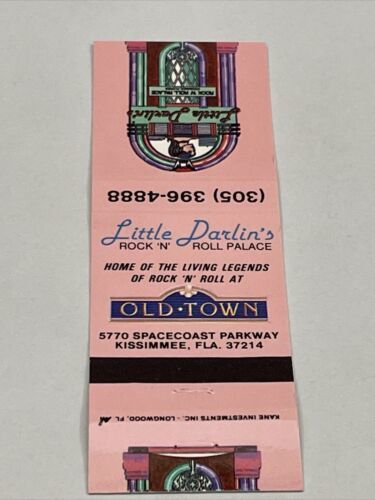 ROCK 'N' ROLL PALACE
Little Darlin's
(305) 396-4888
Little Darlin's
ROCK 'N' ROLL PALACE
HOME OF THE LIVING LEGENDS
OF ROCK 'N' ROLL AT
OLD·TOWN
5770 SPACECOAST PARKWAY
KISSIMMEE, FLA. 37214
KANE INVESTMENTS INC. - LONGWOOD, FL